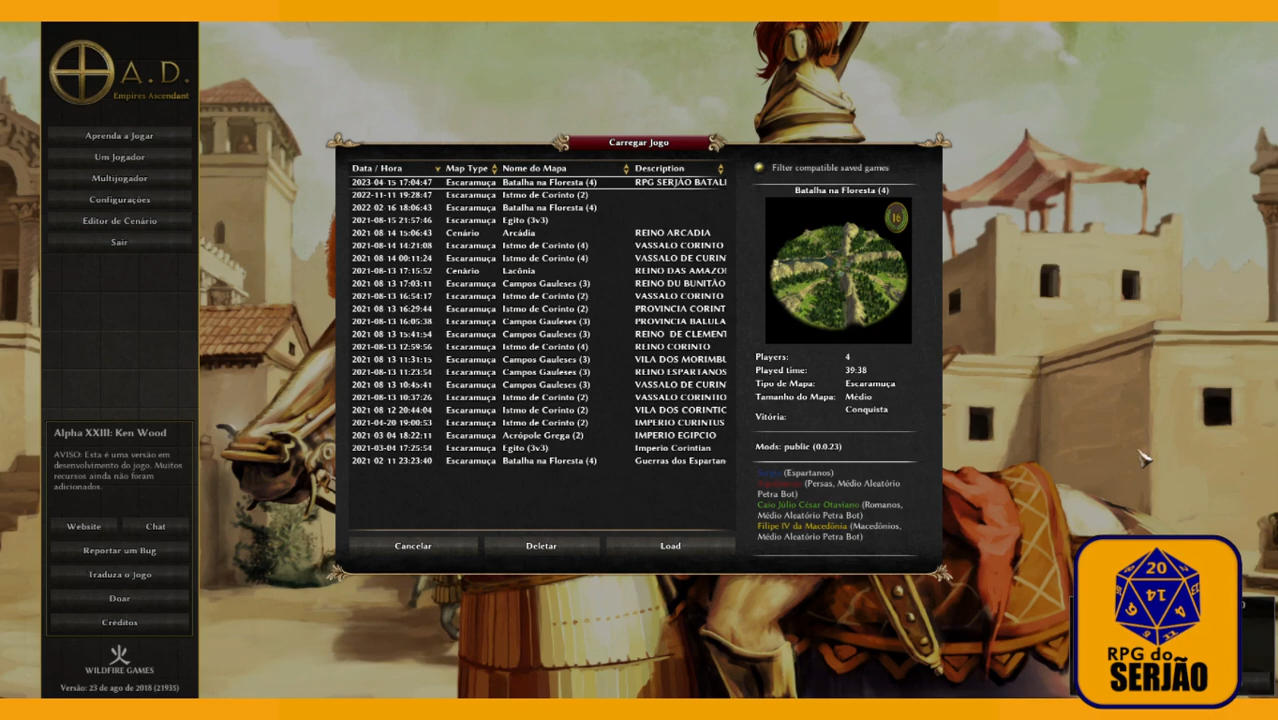 A.D.
Empires Ascendant
Aprenda a Jogar
Um Jogador
Multijogador
Configurações
Editor de Cenário
Sair
Alpha XXIII: Ken Wood
AVISO: Esta é uma versão em
desenvolvimento do jogo. Muitos
recursos ainda não foram
adicionados.
Website Chat
Reportar um Bug
Traduza o Jogo
Doar
Créditos
WILDFIRE GAMES
Versão: 23 de ago de 2018 (21935)
Carregar Jogo
Data / Hora Map Type Nome do Mapa Description
2023-04-15 17:04:47 Escaramuça Batalha na Floresta (4) RPG SERJÃO BATALI
2022-11-11 19:28:47 Escaramuça Istmo de Corinto (2)
2022 02 16 18:06:43 Escaramuça Batalha na Floresta (4)
2021-08-15 21:57:46 Escaramuça Egito (3v3)
2021 08 14 15:06:43 Cenário Arcádia REINO ARCADIA
2021-08-14 14:21:08 Escaramuça Istmo de Corinto (4) VASSALO CORINTO
2021 08 14 00:11:24 Escaramuça Istmo de Corinto (4) VASSALO DE CURIN
2021-08-13 17:15:52 Cenário Lacônia REINO DAS AMAZO
2021 08 13 17:03:11 Escaramuça Campos Gauleses (3) REINO DU BUNITÃO
2021-08-13 16:54:17 Escaramuça Istmo de Corinto (2) VASSALO CORINTO
2021 08 13 16:29:44 Escaramuça Istmo de Corinto (2) PROVINCIA CORINT
2021-08-13 16:05:38 Escaramuça Campos Gauleses (3) PROVINCIA BALULA
2021 08 13 15:41:54 Escaramuça Campos Gauleses (3) REINO DE CLEMENT
2021-08-13 12:59:56 Escaramuça Istmo de Corinto (4) REINO CORINTO
2021 08 13 11:31:15 Escaramuça Campos Gauleses (3) VILA DOS MORIMBU
2021-08-13 11:23:54 Escaramuça Campos Gauleses (3) REINO ESPARTANOS
2021 08 13 10:45:41 Escaramuça Campos Gauleses (3) VASSALO DE CURIN
2021-08-13 10:37:26 Escaramuça Istmo de Corinto (2) VASSALO CORINTIO
2021 08 12 20:44:04 Escaramuça Istmo de Corinto (2) VILA DOS CORINTIC
2021-04-20 19:00:53 Escaramuça Istmo de Corinto (2) IMPERIO CURINTUS
2021 03 04 18:22:11 Escaramuça Acrópole Grega (2) IMPERIO EGIPCIO
2021-03-04 17:25:54 Escaramuça Egito (3v3) Imperio Corintian
2021 02 11 23:23:40 Escaramuça Batalha na Floresta (4) Guerras dos Espartan
Cancelar Deletar Load
Filter compatible saved games
Batalha na Floresta (4)
16
Players: 4
Played time: 39:38
Tipo de Mapa: Escaramuça
Tamanho do Mapa: Médio
Vitória: Conquista
Mods: public (0.0.23)
(Espartanos)
(Persas, Médio Aleatório
Petra Bot)
Caio Júlio César Otaviano (Romanos,
Médio Aleatório Petra Bot)
Filipe IV da Macedônia (Macedônios,
Médio Aleatório Petra Bot)
20
14
RPG do
SERJÃO